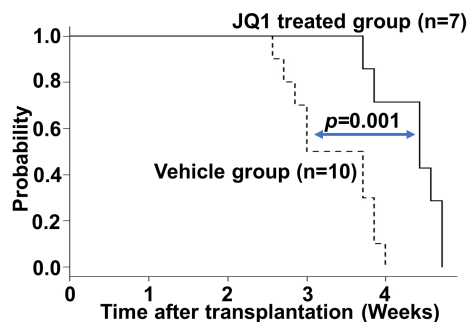 JQ1 treated group (n=7)
1.0
0.8
0.6
0.4
0.2
0.0
Probability
p=0.001
Vehicle group (n=10)
0 1 2 3 4
Time after transplantation (Weeks)